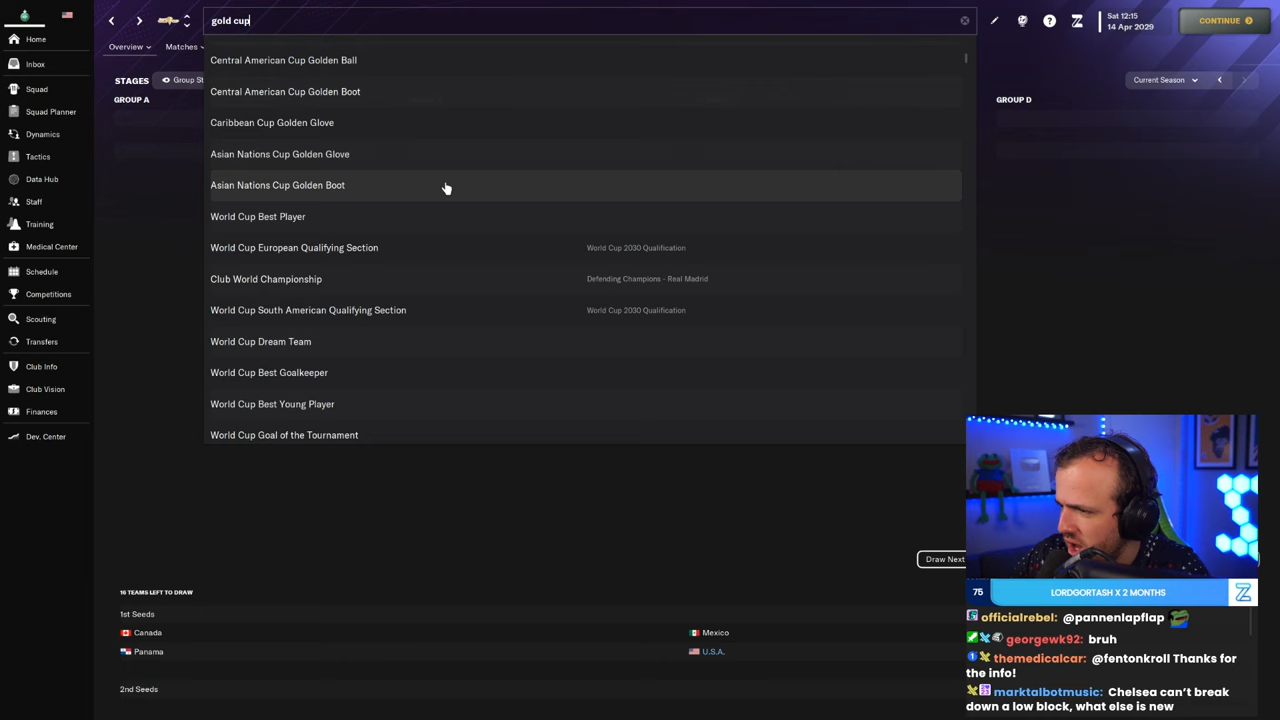 gold cup
Sat 12:15
14 Apr 2029
CONTINUE
Home
Inbox
Squad
Squad Planner
Dynamics
Tactics
Data Hub
Staff
Training
Medical Center
Schedule
Competitions
Scouting
Transfers
Club Info
Club Vision
Finances
Dev. Center
Overview
Matches
STAGES
Group St
Current Season
GROUP A
GROUP D
Central American Cup Golden Ball
Central American Cup Golden Boot
Caribbean Cup Golden Glove
Asian Nations Cup Golden Glove
Asian Nations Cup Golden Boot
World Cup Best Player
World Cup European Qualifying Section World Cup 2030 Qualification
Club World Championship Defending Champions - Real Madrid
World Cup South American Qualifying Section World Cup 2030 Qualification
World Cup Dream Team
World Cup Best Goalkeeper
World Cup Best Young Player
World Cup Goal of the Tournament
Draw Next
16 TEAMS LEFT TO DRAW
1st Seeds
Canada Mexico
Panama U.S.A.
2nd Seeds
75 LORDGORTASH X 2 MONTHS
officialrebel: @pannenlapflap
georgewk92: bruh
themedicalcar: @fentonkroll Thanks for
the info!
marktalbotmusic: Chelsea can't break
down a low block, what else is new